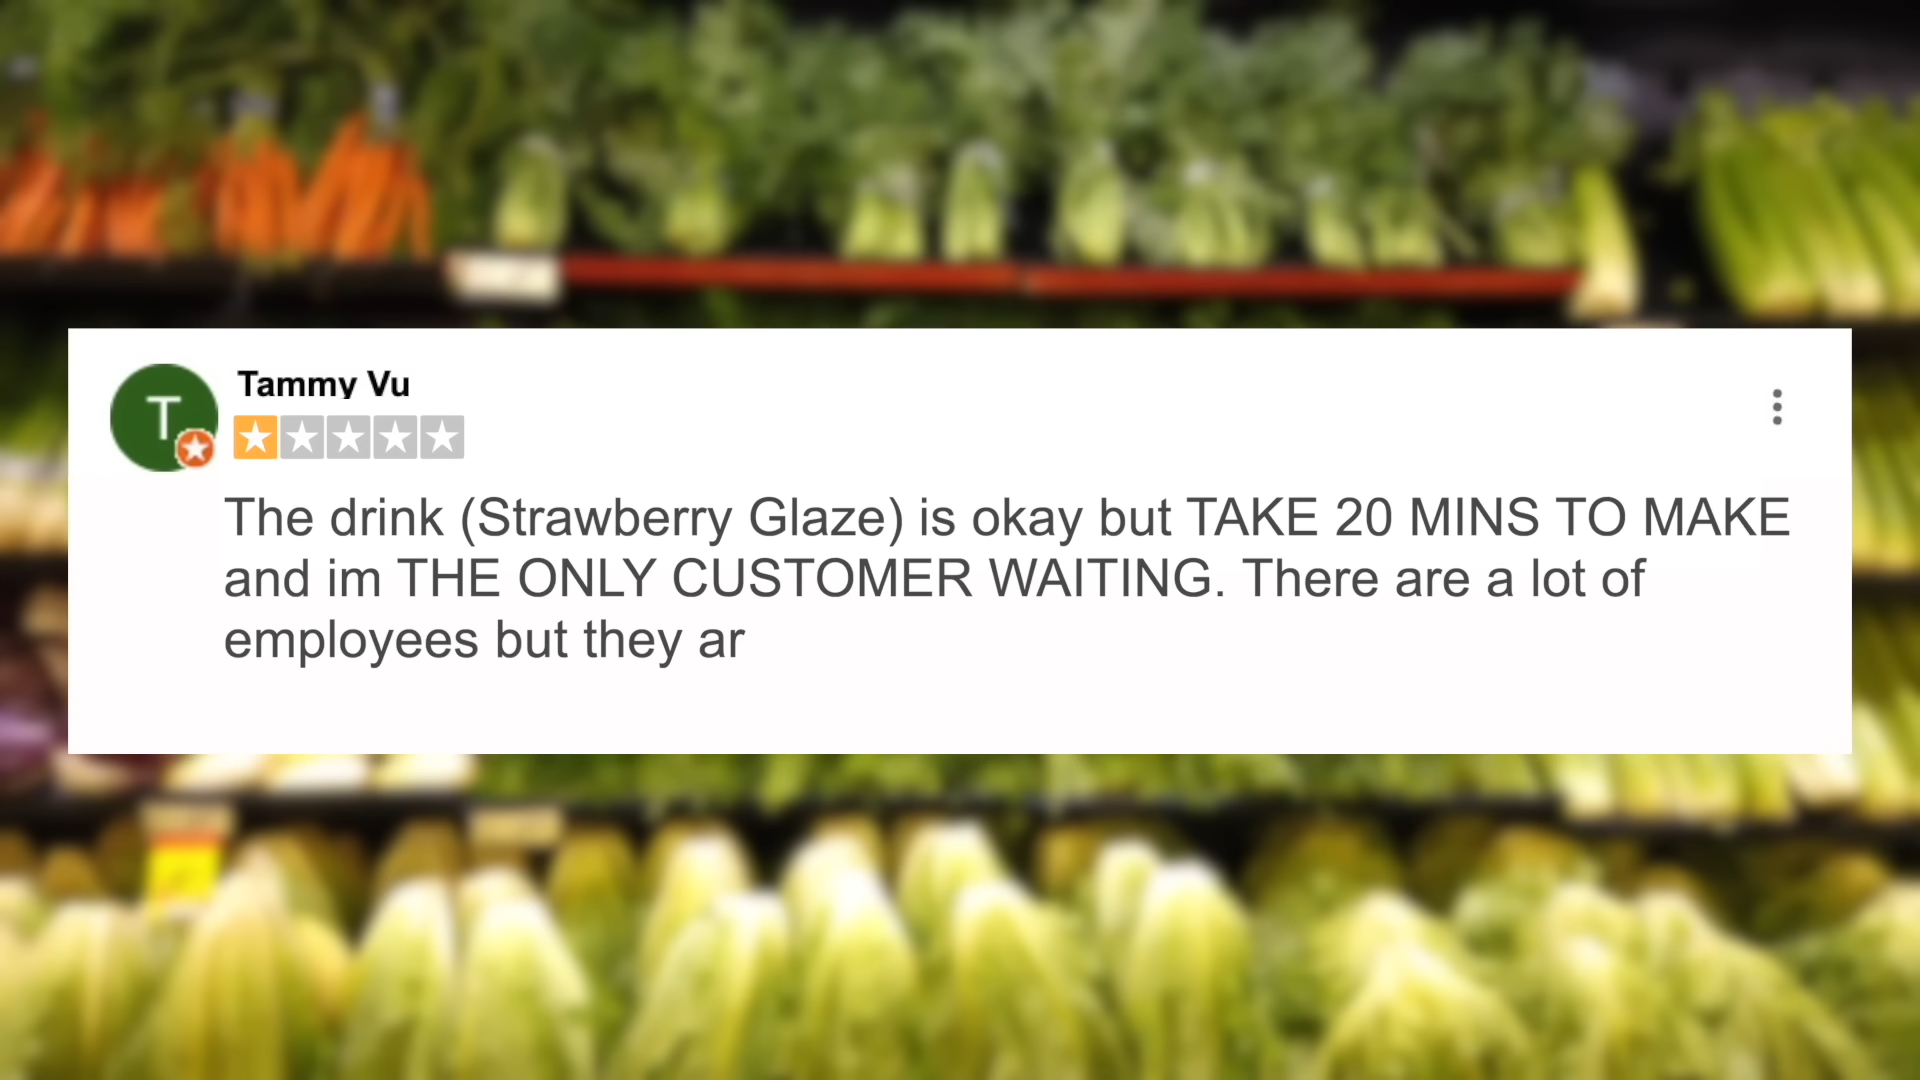 T
Tammy Vu
The drink (Strawberry Glaze) is okay but TAKE 20 MINS TO MAKE
and im THE ONLY CUSTOMER WAITING. There are a lot of
employees but they ar